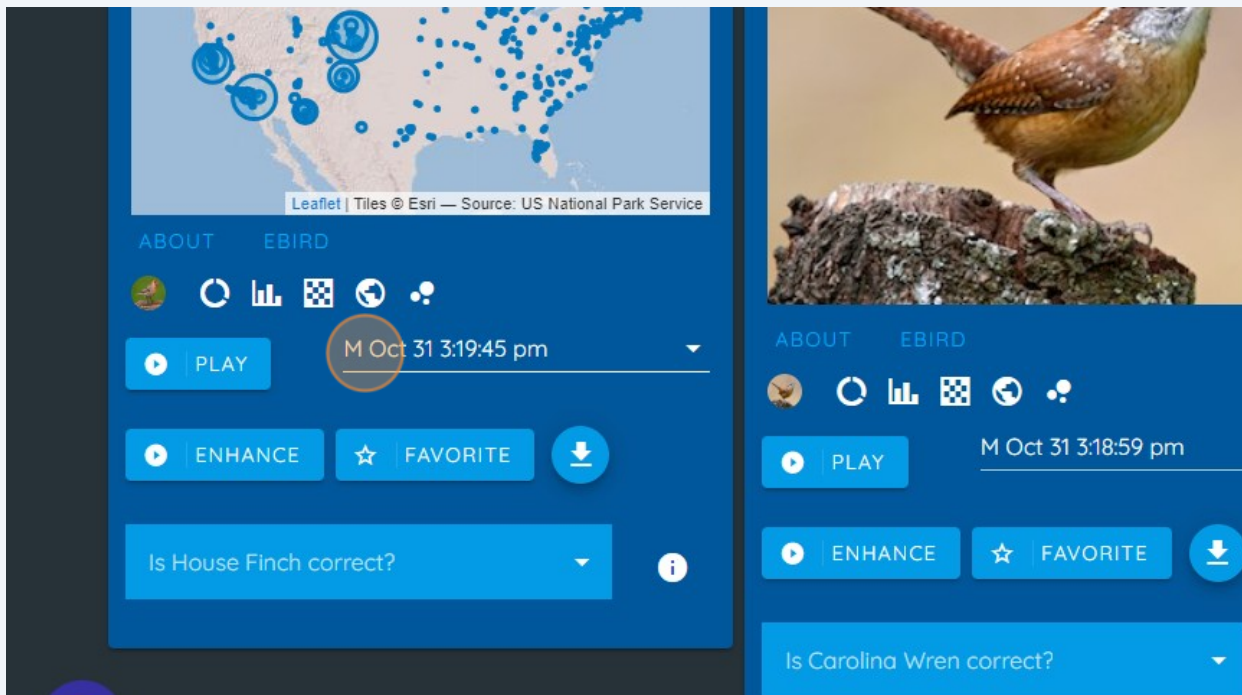 Leaflet | Tiles © Esri — Source: US National Park Service
ABOUT EBIRD
PLAY
M Oct 31 3:19:45 pm
ENHANCE
FAVORITE
Is House Finch correct?
i
ABOUT EBIRD
PLAY
M Oct 31 3:18:59 pm
ENHANCE
FAVORITE
Is Carolina Wren correct?